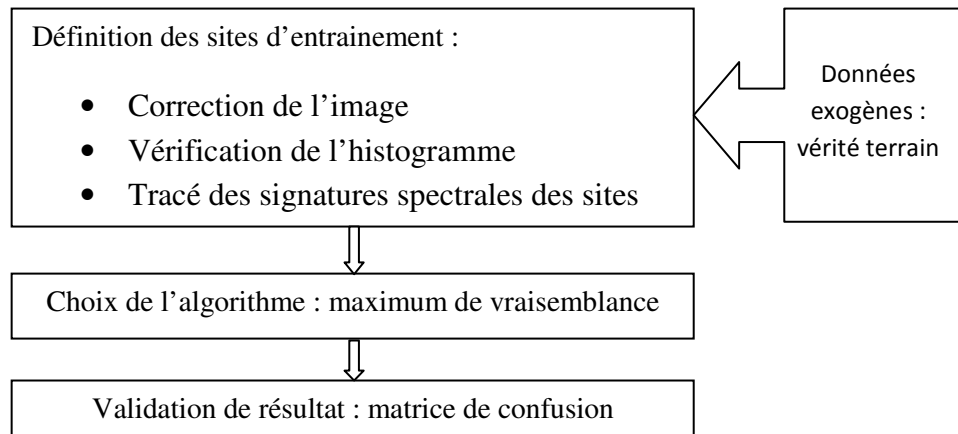 Définition des sites d’entrainement :
• Correction de l’image
• Vérification de l’histogramme
• Tracé des signatures spectrales des sites
Données
exogènes :
vérité terrain
Choix de l’algorithme : maximum de vraisemblance
Validation de résultat : matrice de confusion